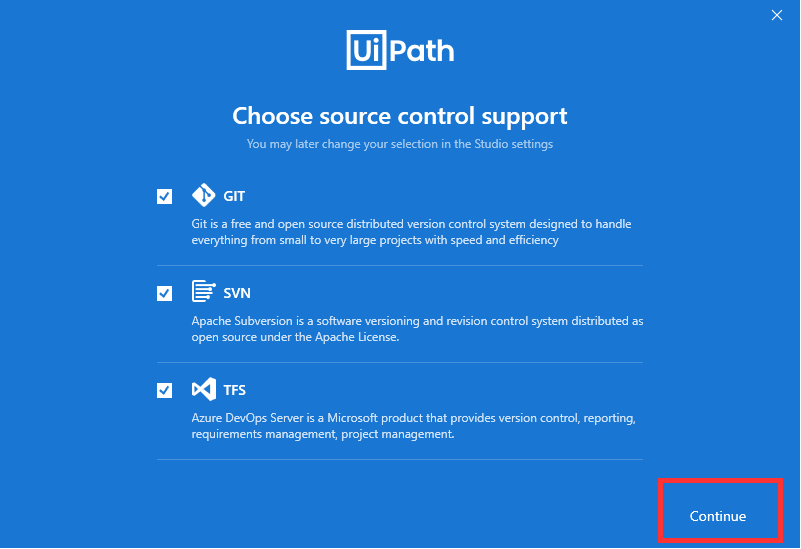 UiPath
Choose source control support
You may later change your selection in the Studio settings
GIT
Git is a free and open source distributed version control system designed to handle
everything from small to very large projects with speed and efficiency
SVN
Apache Subversion is a software versioning and revision control system distributed as
open source under the Apache License.
TFS
Azure DevOps Server is a Microsoft product that provides version control, reporting,
requirements management, project management.
Continue